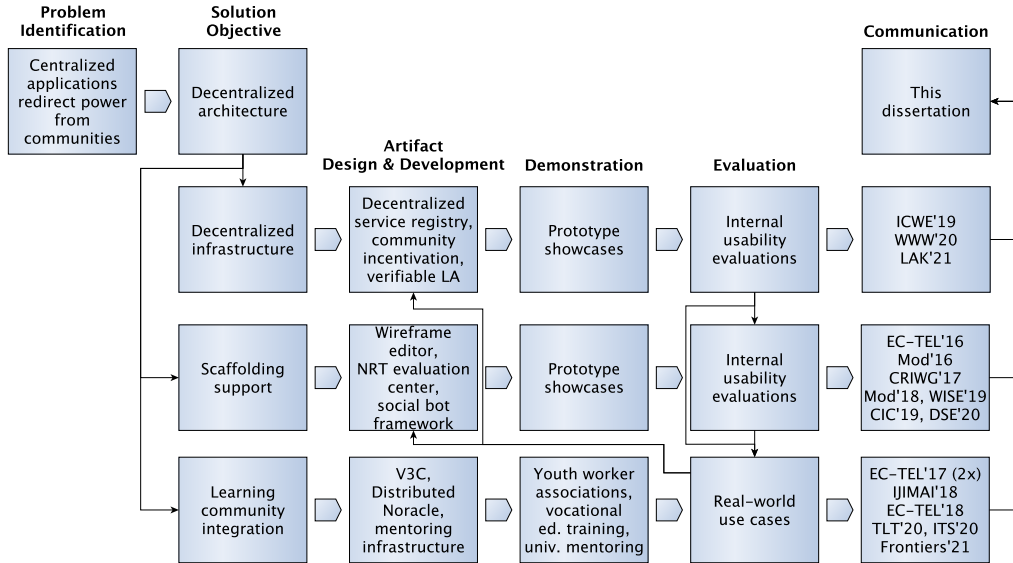 Problem
Identification
Solution
Objective
Communication
Centralized
applications
redirect power
from
communities
Decentralized
architecture
This
dissertation
Artifact
Design & Development
Demonstration
Evaluation
Decentralized
infrastructure
Decentralized
service registry,
community
incentivation,
verifiable LA
Prototype
showcases
Internal
usability
evaluations
ICWE'19
WWW'20
LAK'21
Scaffolding
support
Wireframe
editor,
NRT evaluation
center,
social bot
framework
Prototype
showcases
Internal
usability
evaluations
EC-TEL'16
Mod'16
CRIWG'17
Mod'18, WISE'19
CIC'19, DSE'20
Learning
community
integration
V3C,
Distributed
Noracle,
mentoring
infrastructure
Youth worker
associations,
vocational
ed. training,
univ. mentoring
Real-world
use cases
EC-TEL'17 (2x)
IJIMAI'18
EC-TEL'18
TLT'20, ITS'20
Frontiers'21